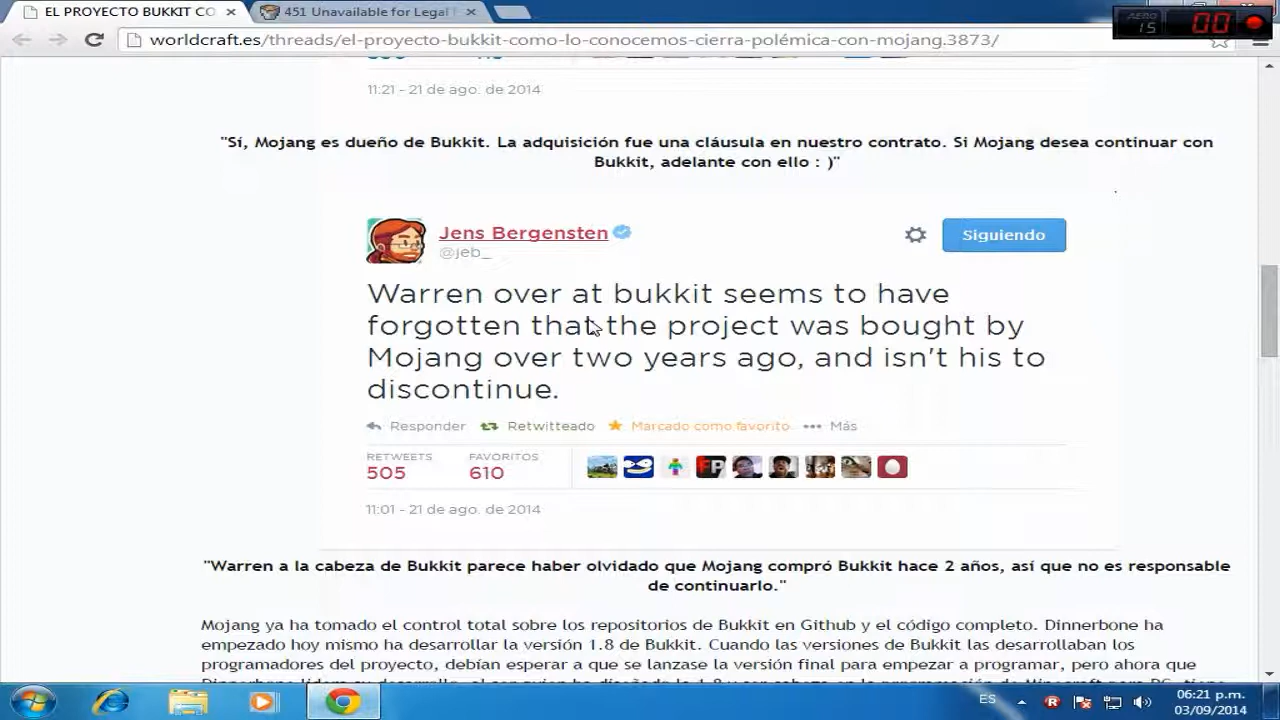 EL PROYECTO BUKKIT CO
451 Unavailable for Legal
AERO
15
00
wordcraft.es/threads/el-proyecto-bukkit-como-lo-conocemos-cierra-polémica-con-mojang.3873/
11:21 - 21 de ago. de 2014
"Sí, Mojang es dueño de Bukkit. La adquisición fue una cláusula en nuestro contrato. Si Mojang desea continuar con
Bukkit, adelante con ello : )"
Jens Bergensten
@jeb_
Siguiendo
Warren over at bukkit seems to have
forgotten that the project was bought by
Mojang over two years ago, and isn't his to
discontinue.
Responder Retwitteado Marcado como favorito Más
RETWEETS FAVORITOS
505 610
FP
11:01 - 21 de ago. de 2014
"Warren a la cabeza de Bukkit parece haber olvidado que Mojang compró Bukkit hace 2 años, así que no es responsable
de continuarlo."
Mojang ya ha tomado el control total sobre los repositorios de Bukkit en Github y el código completo. Dinnerbone ha
empezado hoy mismo ha desarrollar la versión 1.8 de Bukkit. Cuando las versiones de Bukkit las desarrollaban los
programadores del proyecto, debían esperar a que se lanzase la versión final para empezar a programar, pero ahora que
ES
06:21 p.m.
03/09/2014